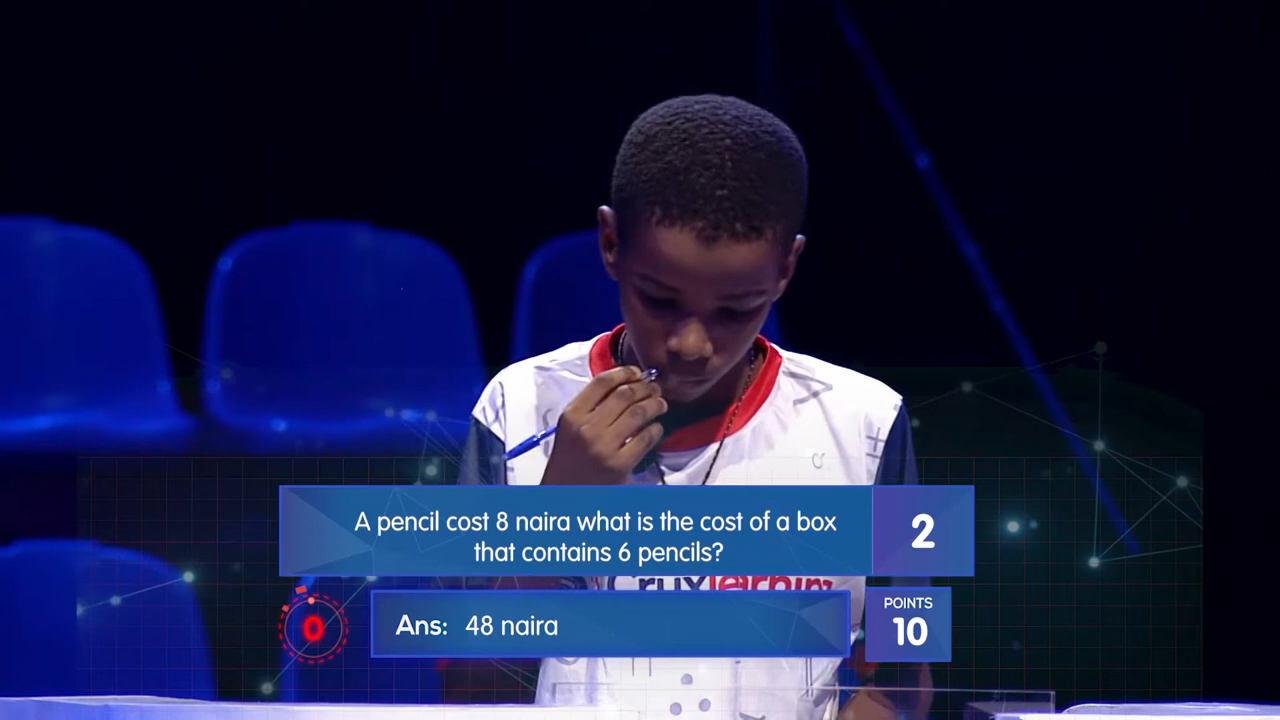 A pencil cost 8 naira what is the cost of a box
that contains 6 pencils?
2
0
Ans: 48 naira
POINTS
10